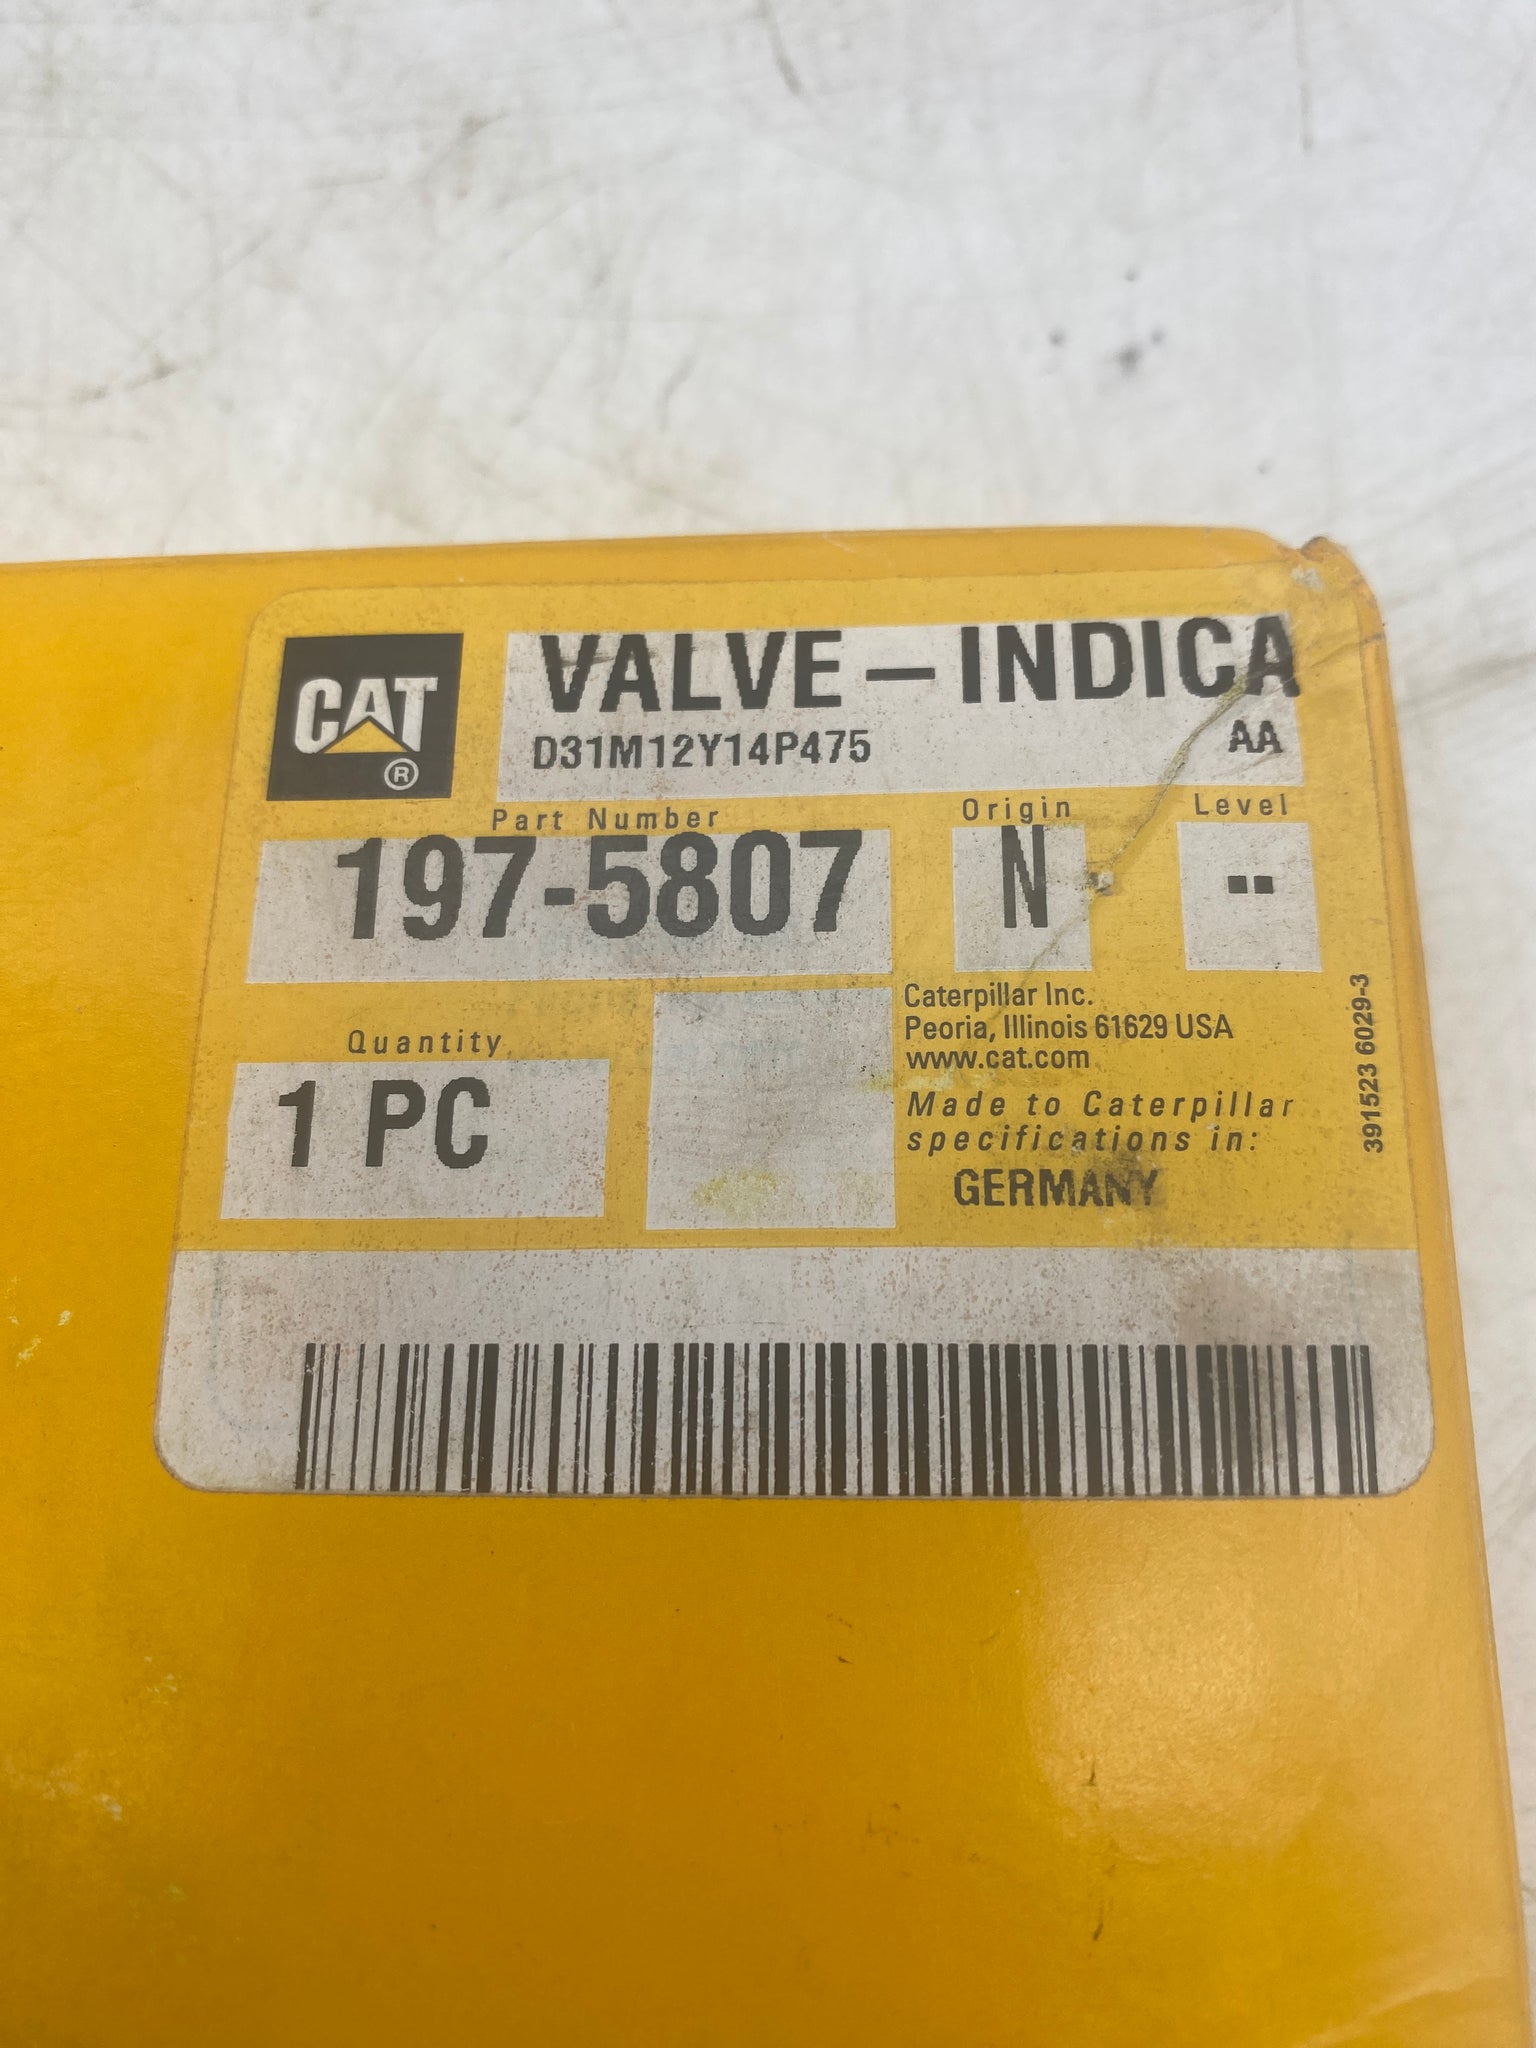 CAT
®
VALVE-INDICA
D31M12Y14P475 AA
Part Number Origin Level
197-5807 N --
Quantity
1 PC
Caterpillar Inc.
Peoria, Illinois 61629 USA
www.cat.com
Made to Caterpillar
specifications in:
GERMANY
391523 6029-3